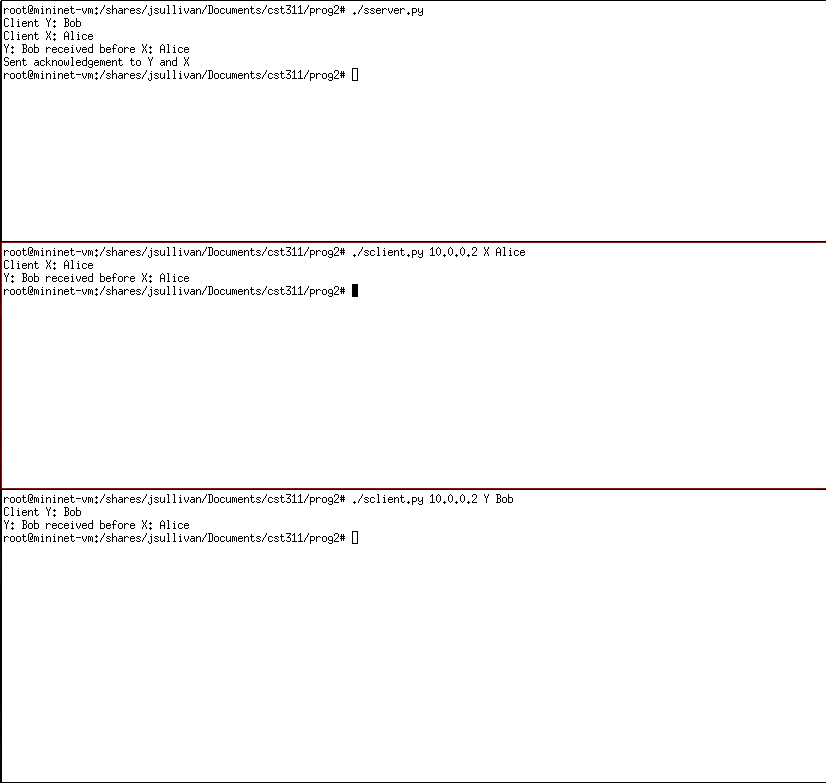 root@mininet-vm:/shares/jsullivan/Documents/cst311/prog2# ./sserver.py
Client Y: Bob
Client X: Alice
Y: Bob received before X: Alice
Sent acknowledgement to Y and X
root@mininet-vm:/shares/jsullivan/Documents/cst311/prog2#
root@mininet-vm:/shares/jsullivan/Documents/cst311/prog2# ./sclient.py 10.0.0.2 X Alice
Client X: Alice
Y: Bob received before X: Alice
root@mininet-vm:/shares/jsullivan/Documents/cst311/prog2#
root@mininet-vm:/shares/jsullivan/Documents/cst311/prog2# ./sclient.py 10.0.0.2 Y Bob
Client Y: Bob
Y: Bob received before X: Alice
root@mininet-vm:/shares/jsullivan/Documents/cst311/prog2#